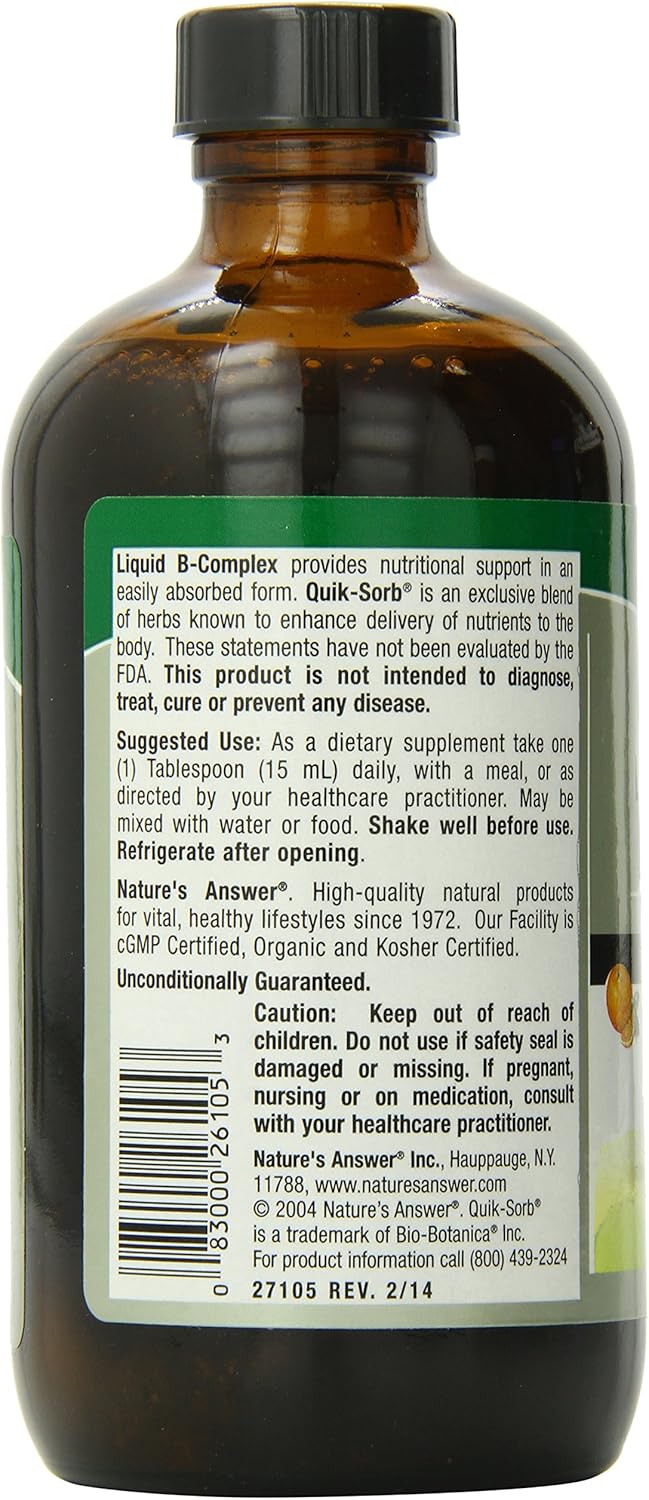 Liquid B-Complex provides nutritional support in an
easily absorbed form. Quik-Sorb® is an exclusive blend
of herbs known to enhance delivery of nutrients to the
body. These statements have not been evaluated by the
FDA. This product is not intended to diagnose,
treat, cure or prevent any disease.
Suggested Use: As a dietary supplement take one
(1) Tablespoon (15 mL) daily, with a meal, or as
directed by your healthcare practitioner. May be
mixed with water or food. Shake well before use.
Refrigerate after opening.
Nature's Answer®. High-quality natural products
for vital, healthy lifestyles since 1972. Our Facility is
cGMP Certified, Organic and Kosher Certified.
Unconditionally Guaranteed.
Caution: Keep out of reach of
children. Do not use if safety seal is
damaged or missing. If pregnant,
nursing or on medication, consult
with your healthcare practitioner.
Nature's Answer® Inc., Hauppauge, N.Y.
11788, www.naturesanswer.com
© 2004 Nature's Answer®. Quik-Sorb®
is a trademark of Bio-Botanica® Inc.
For product information call (800) 439-2324
27105 REV. 2/14
0 83000 26105 3